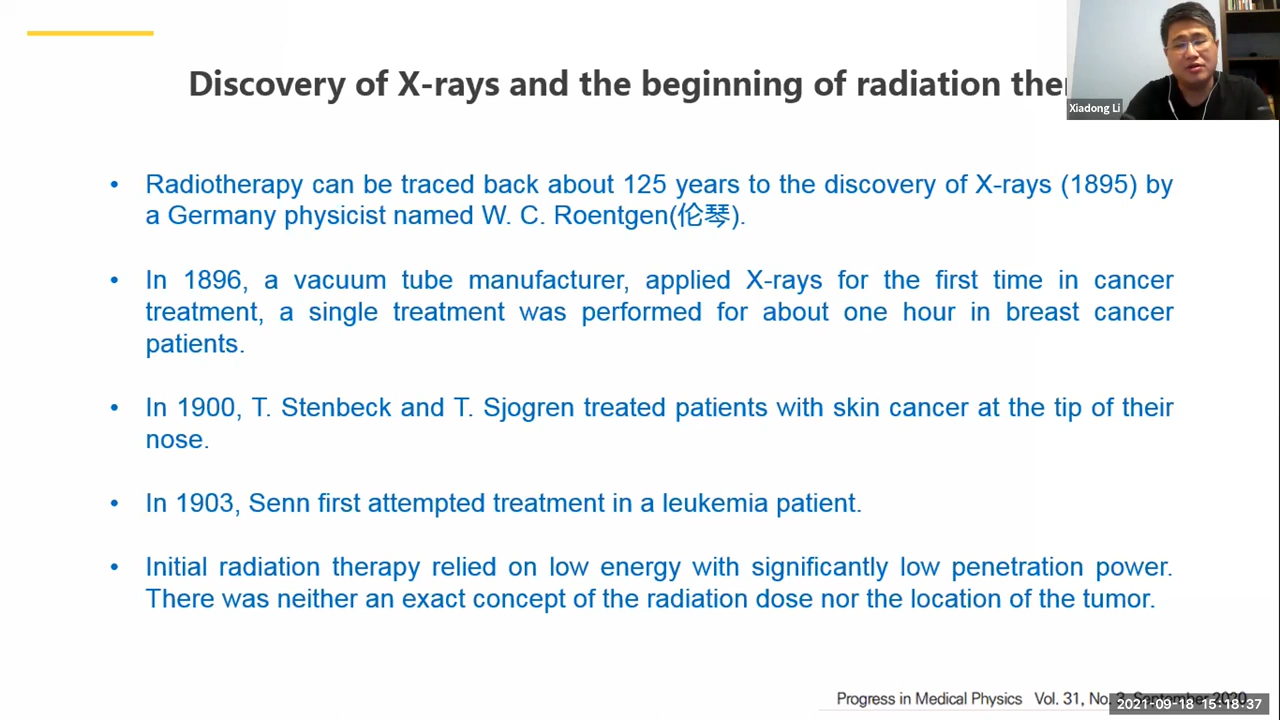 Discovery of X-rays and the beginning of radiation
Xiadong Li
• Radiotherapy can be traced back about 125 years to the discovery of X-rays (1895) by
a Germany physicist named W. C. Roentgen(伦琴).
• In 1896, a vacuum tube manufacturer, applied X-rays for the first time in cancer
treatment, a single treatment was performed for about one hour in breast cancer
patients.
• In 1900, T. Stenbeck and T. Sjogren treated patients with skin cancer at the tip of their
nose.
• In 1903, Senn first attempted treatment in a leukemia patient.
• Initial radiation therapy relied on low energy with significantly low penetration power.
There was neither an exact concept of the radiation dose nor the location of the tumor.
Progress in Medical Physics Vol. 31, No. 3, September 2020
2021-09-18 15:18:37